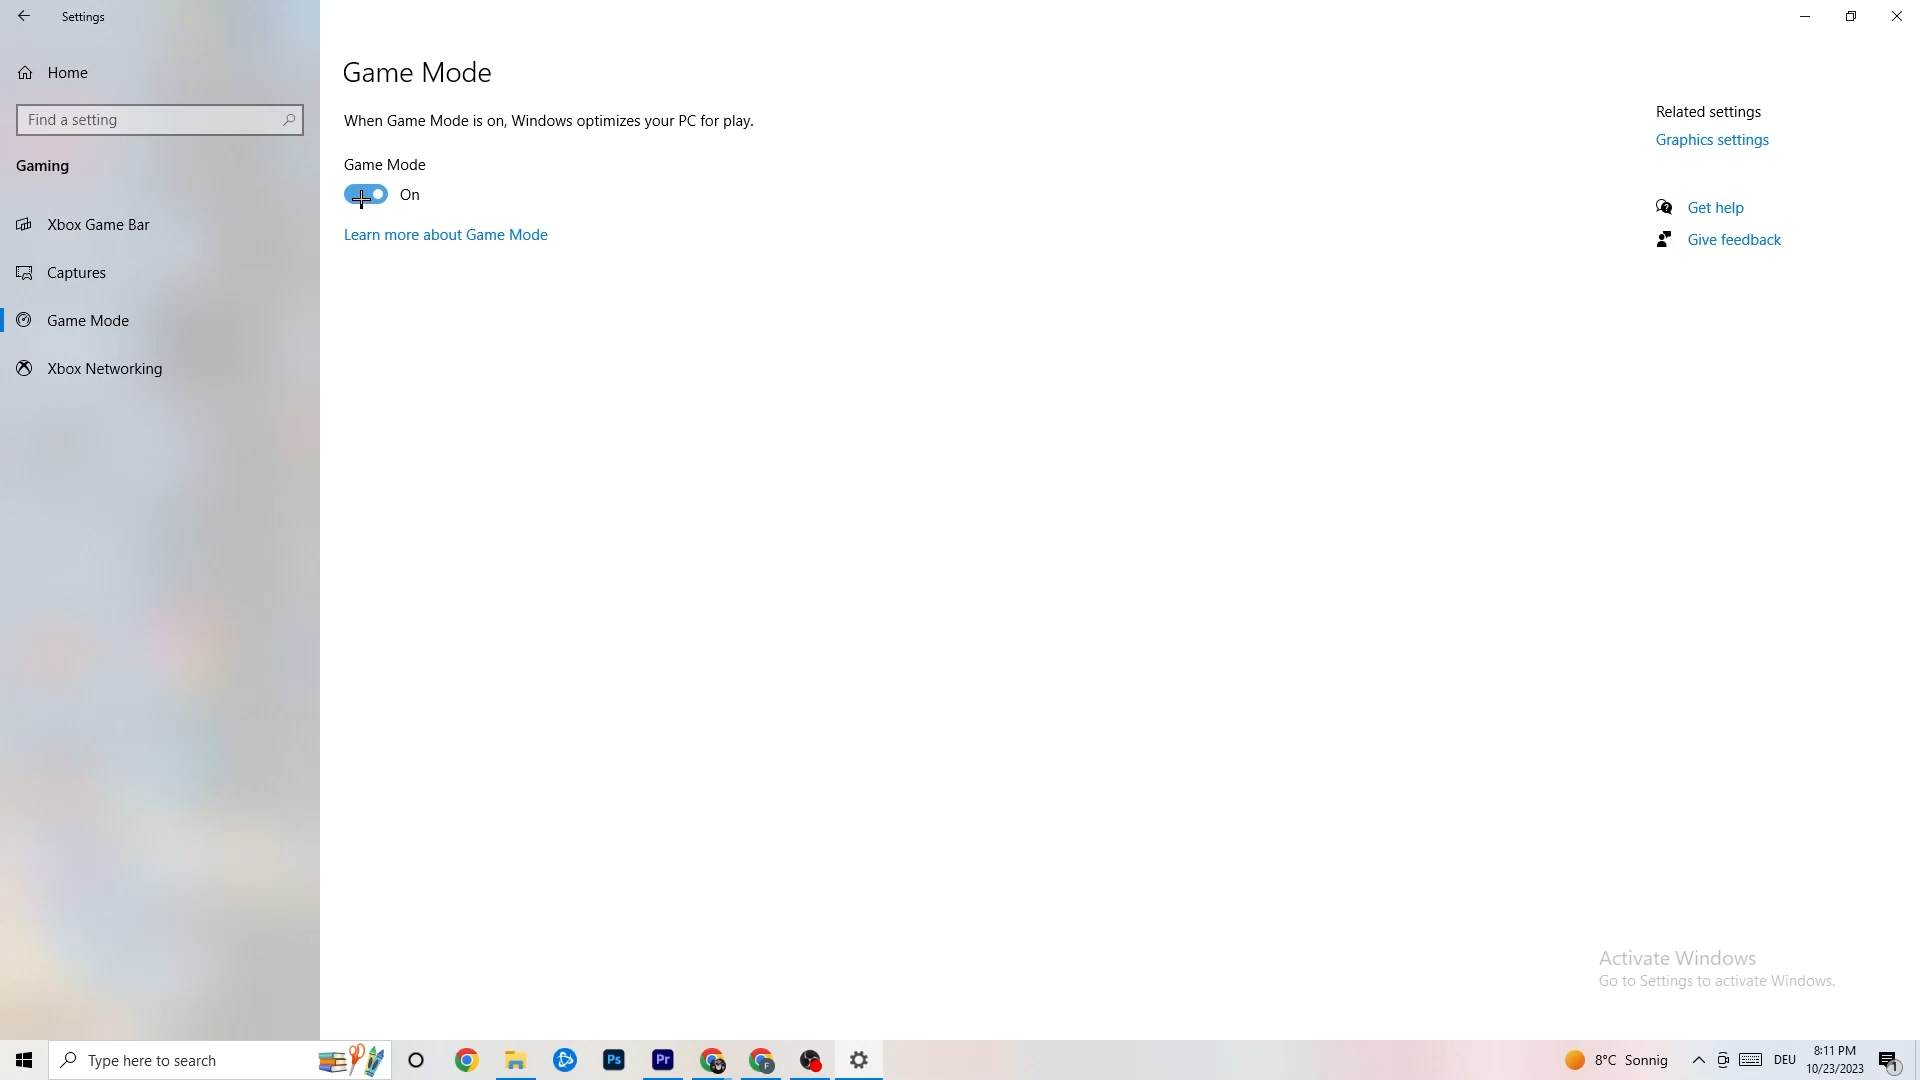 Settings
Home
Find a setting
Gaming
Xbox Game Bar
Captures
Game Mode
Xbox Networking
Game Mode
When Game Mode is on, Windows optimizes your PC for play.
Game Mode
On
Learn more about Game Mode
Related settings
Graphics settings
Get help
Give feedback
Activate Windows
Go to Settings to activate Windows.
Type here to search
Ps
Pr
F
8°C Sonnig
DEU
8:11 PM
10/23/2023
1